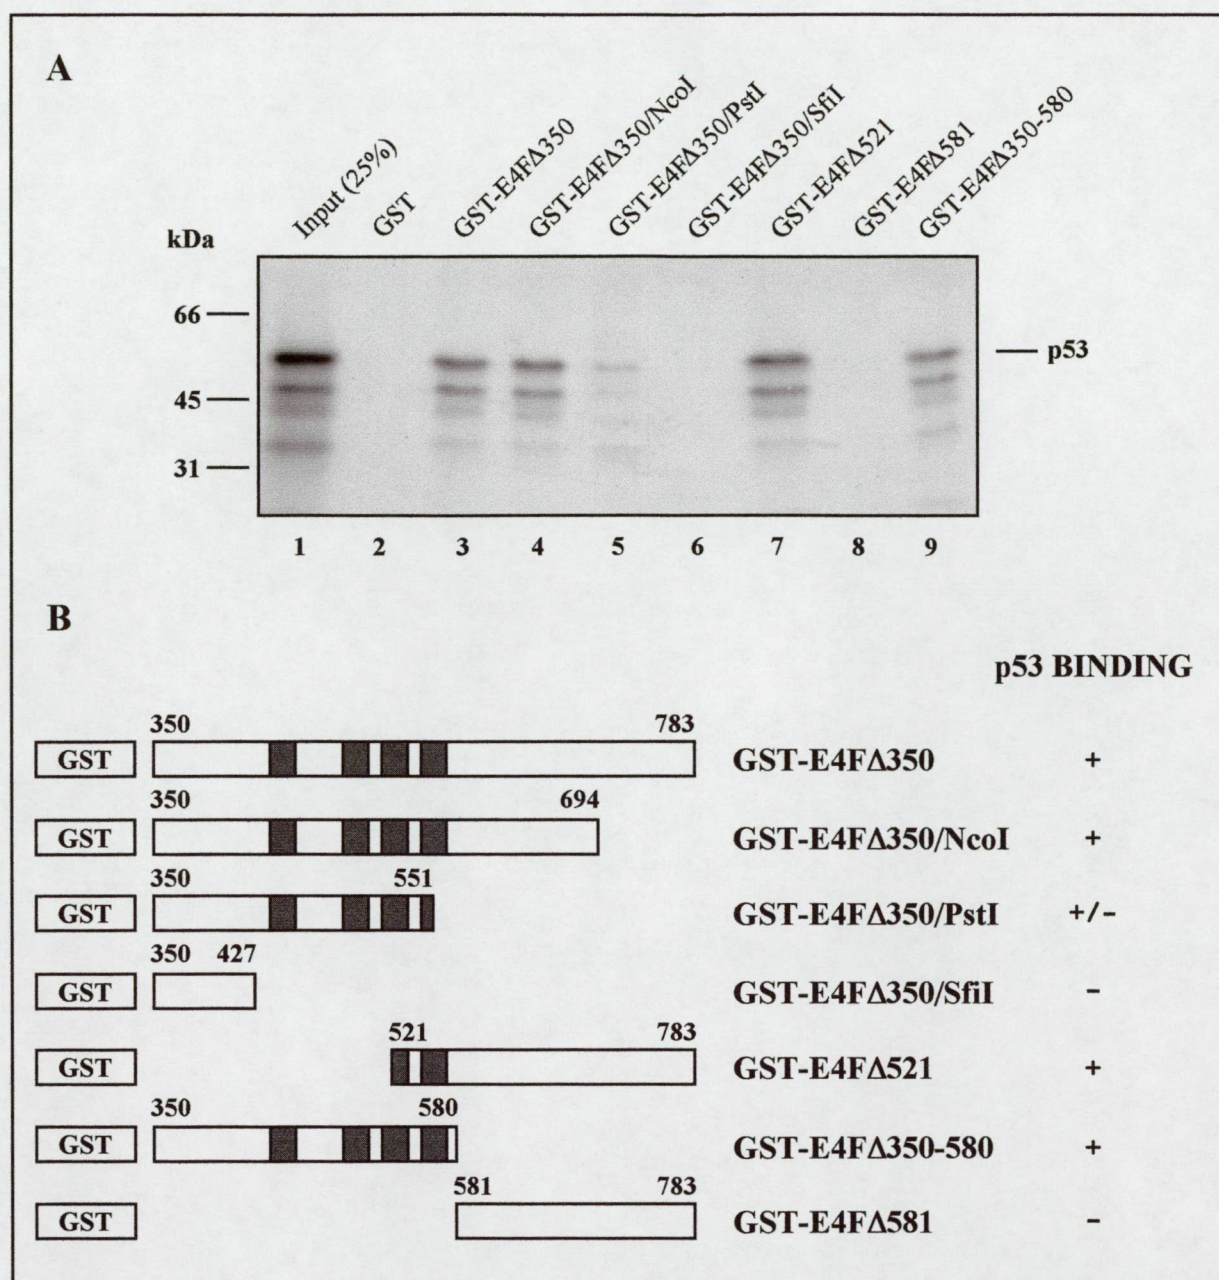 A
Input (25%)
GST
GST-E4FΔ350
GST-E4FΔ350/NcoI
GST-E4FΔ350/PstI
GST-E4FΔ350/SfiI
GST-E4FΔ521
GST-E4FΔ581
GST-E4FΔ350-580
kDa
66
45
31
p53
1 2 3 4 5 6 7 8 9
B
p53 BINDING
350 783
GST GST-E4FΔ350 +
350 694
GST GST-E4FΔ350/NcoI +
350 551
GST GST-E4FΔ350/PstI +/-
350 427
GST GST-E4FΔ350/SfiI -
521 783
GST GST-E4FΔ521 +
350 580
GST GST-E4FΔ350-580 +
581 783
GST GST-E4FΔ581 -